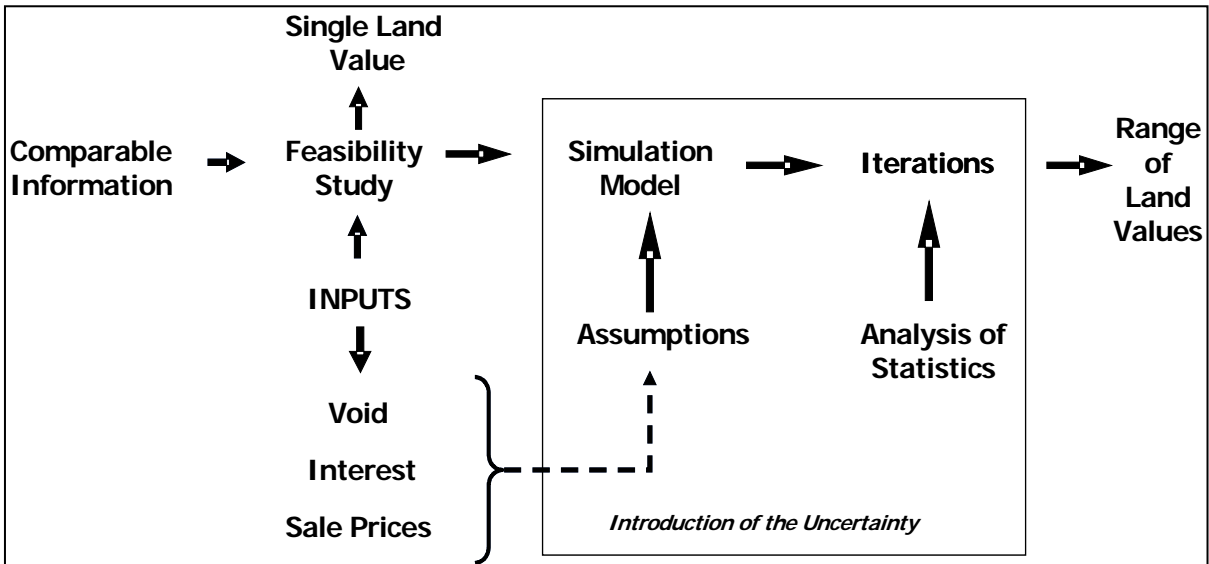 Single Land
Value
Comparable
Information
Feasibility
Study
Simulation
Model
Iterations
Range
of
Land
Values
INPUTS
Assumptions
Analysis of
Statistics
Void
Interest
Sale Prices
Introduction of the Uncertainty